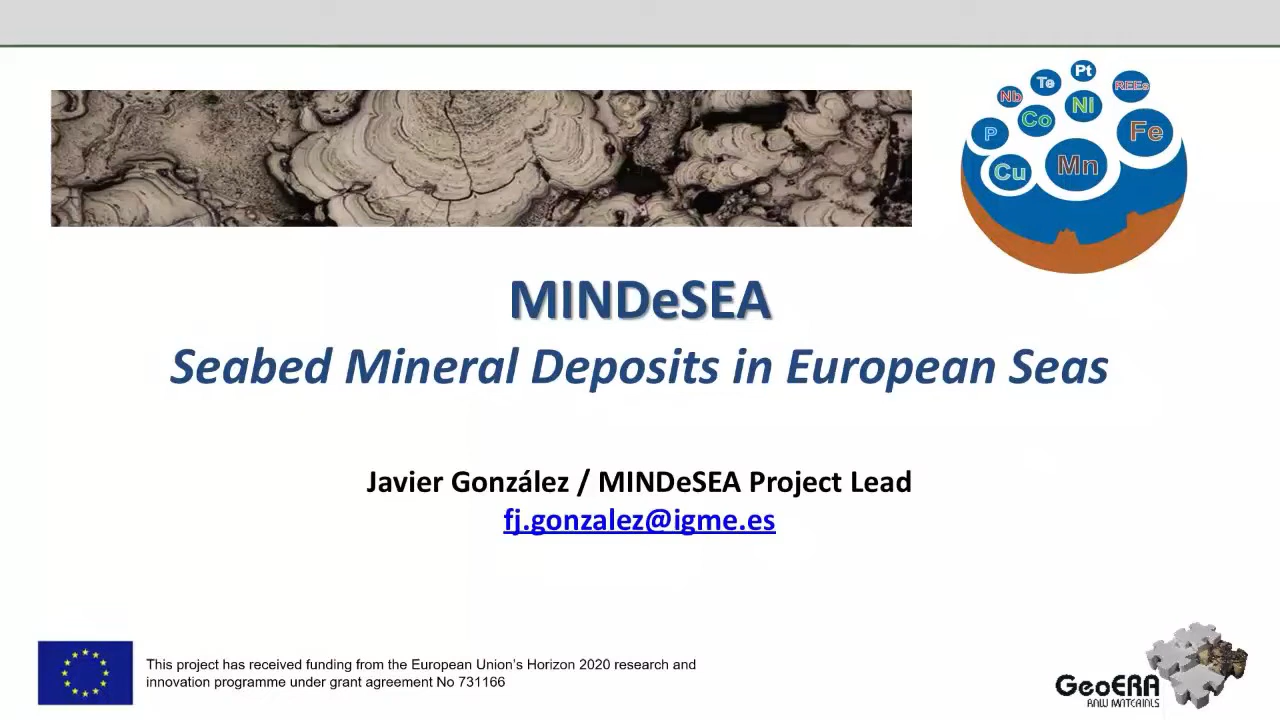 Pt
Te
REEs
Nb
Co
Ni
P
Fe
Cu
Mn
MINDeSEA
Seabed Mineral Deposits in European Seas
Javier González / MINDeSEA Project Lead
fj.gonzalez@igme.es
This project has received funding from the European Union’s Horizon 2020 research and
innovation programme under grant agreement No 731166
GeoERA
RAW MATERIALS